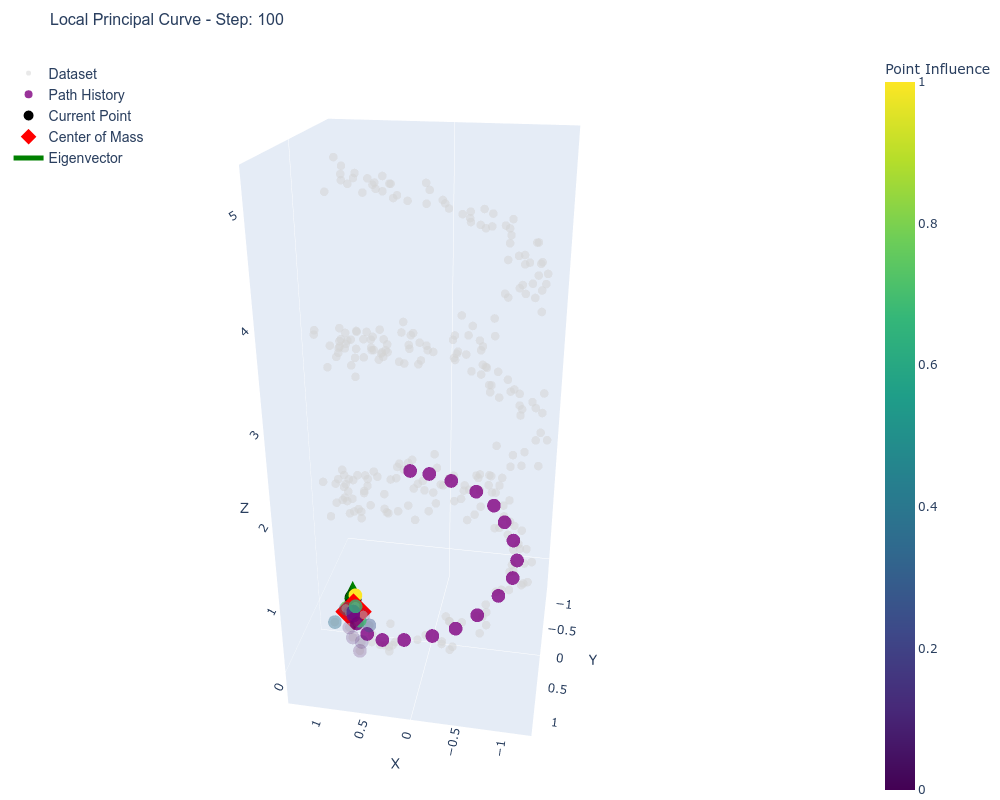 Local Principal Curve - Step: 100
Dataset
Path History
Current Point
Center of Mass
Eigenvector
Point Influence
1
0.8
0.6
0.4
0.2
0
5
4
3
Z
2
1
0
−1
−0.5
0
Y
0.5
1
1
0.5
0
−0.5
−1
X